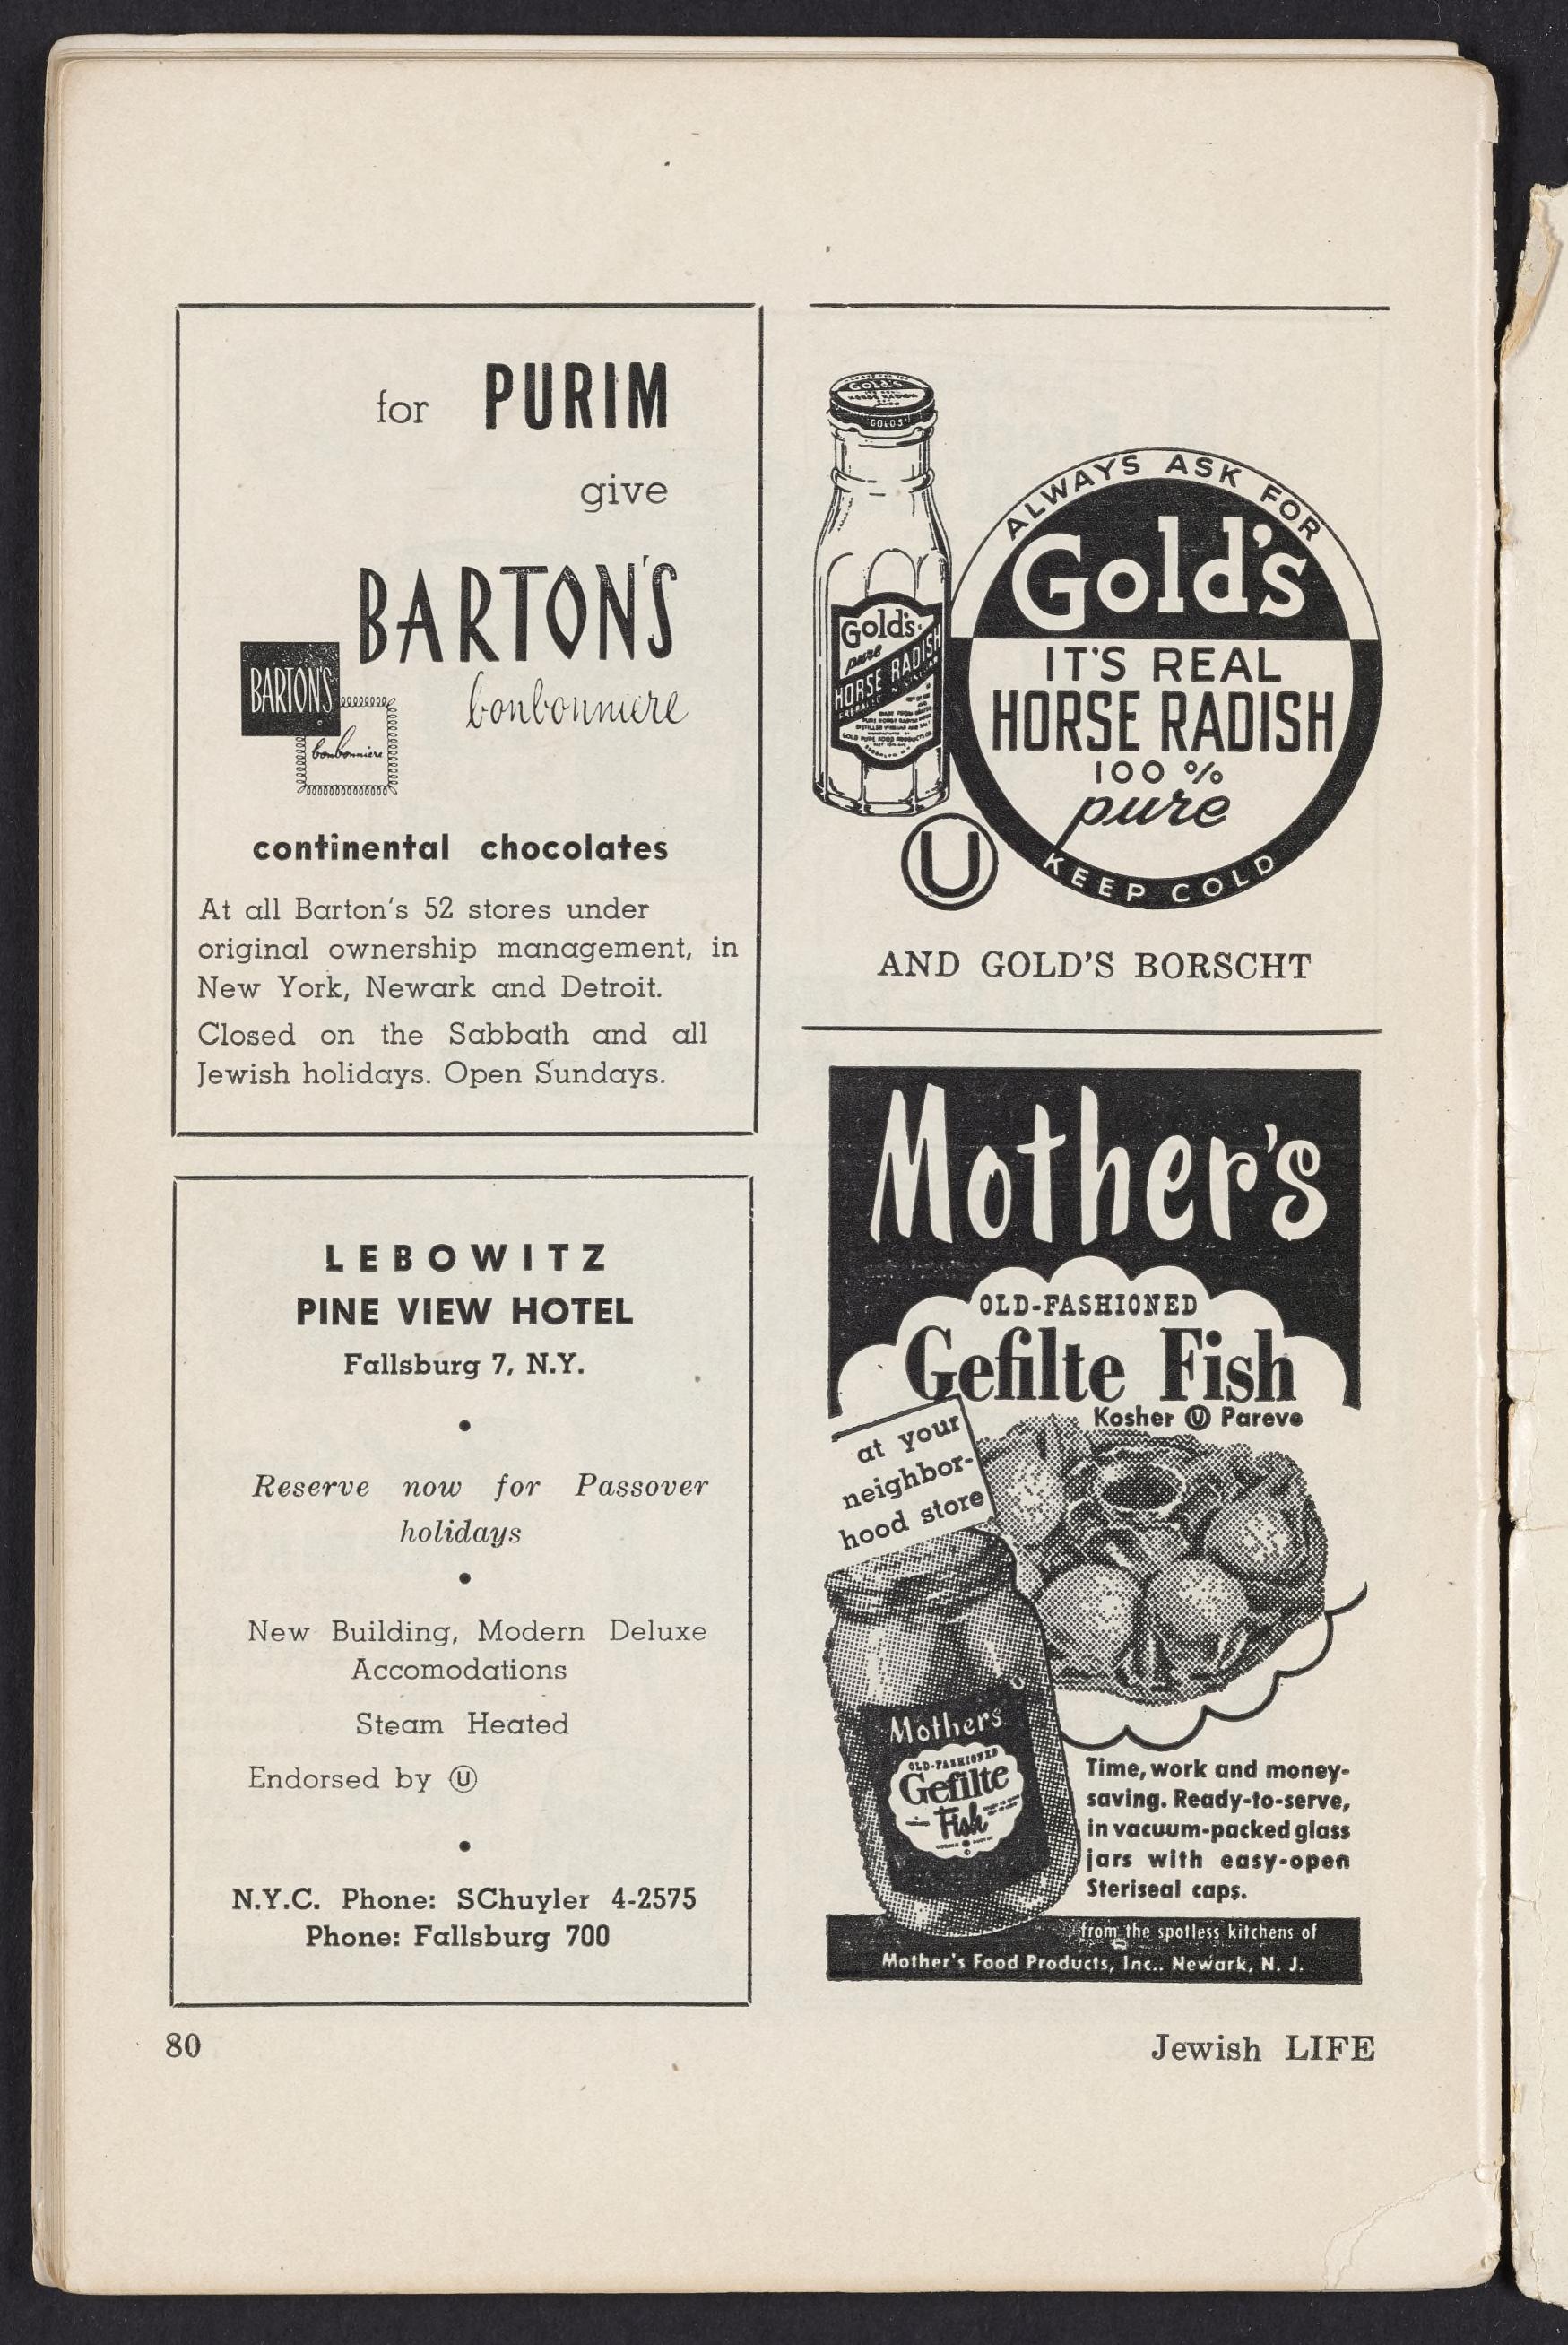 for PURIM
give
BARTON'S
bonbonniere
BARTON'S
bonbonniere
continental chocolates
At all Barton's 52 stores under
original ownership management, in
New York, Newark and Detroit.
Closed on the Sabbath and all
Jewish holidays. Open Sundays.
LEBOWITZ
PINE VIEW HOTEL
Fallsburg 7, N.Y.
•
Reserve now for Passover
holidays
•
New Building, Modern Deluxe
Accomodations
Steam Heated
Endorsed by Ⓤ
•
N.Y.C. Phone: SChuyler 4-2575
Phone: Fallsburg 700
GOLD'S
HORSE RADISH
GOLD'S
Gold's
pure
HORSE RADISH
ALWAYS ASK FOR
Gold's
IT'S REAL
HORSE RADISH
100 %
pure
KEEP COLD
Ⓤ
AND GOLD'S BORSCHT
Mother's
OLD-FASHIONED
Gefilte Fish
Kosher Ⓤ Pareve
at your
neighbor-
hood store
Mother's
OLD-FASHIONED
Gefilte
Fish
Time, work and money-
saving. Ready-to-serve,
in vacuum-packed glass
jars with easy-open
Steriseal caps.
from the spotless kitchens of
Mother's Food Products, Inc.. Newark, N. J.
80
Jewish LIFE